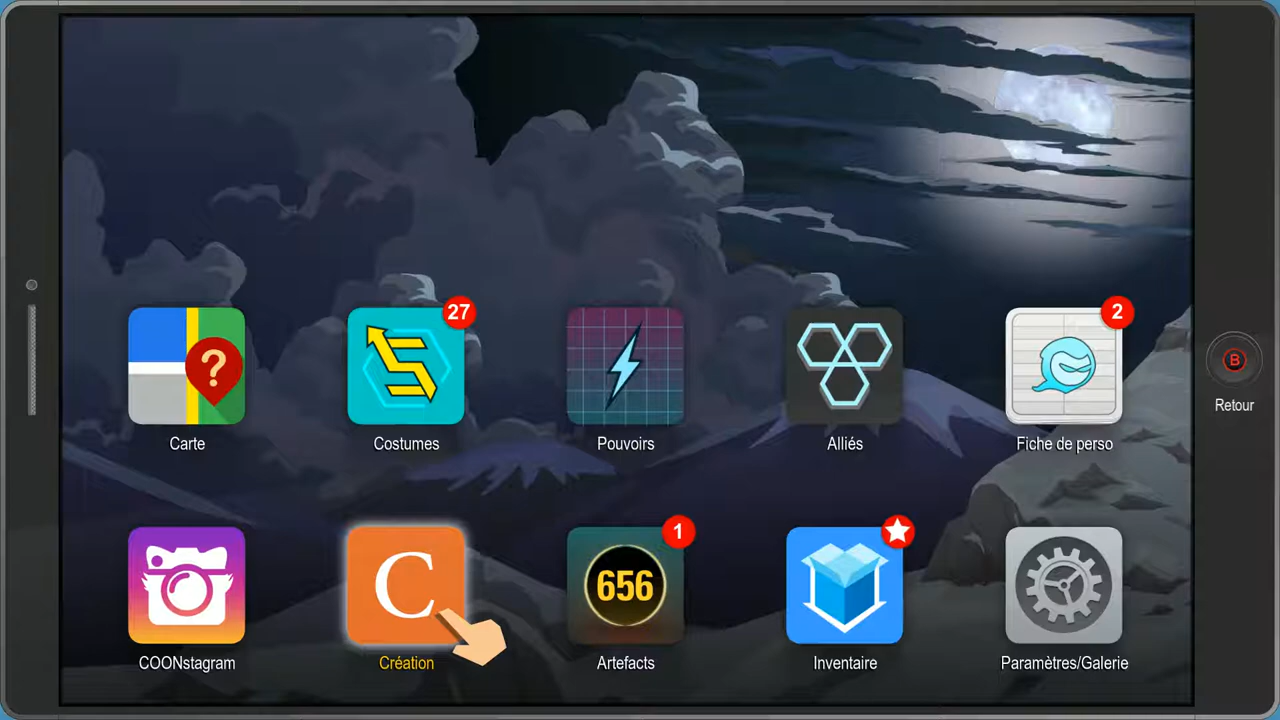 27
2
?
Carte
Costumes
Pouvoirs
Alliés
Fiche de perso
B
Retour
C
1
656
COONstagram
Création
Artefacts
Inventaire
Paramètres/Galerie